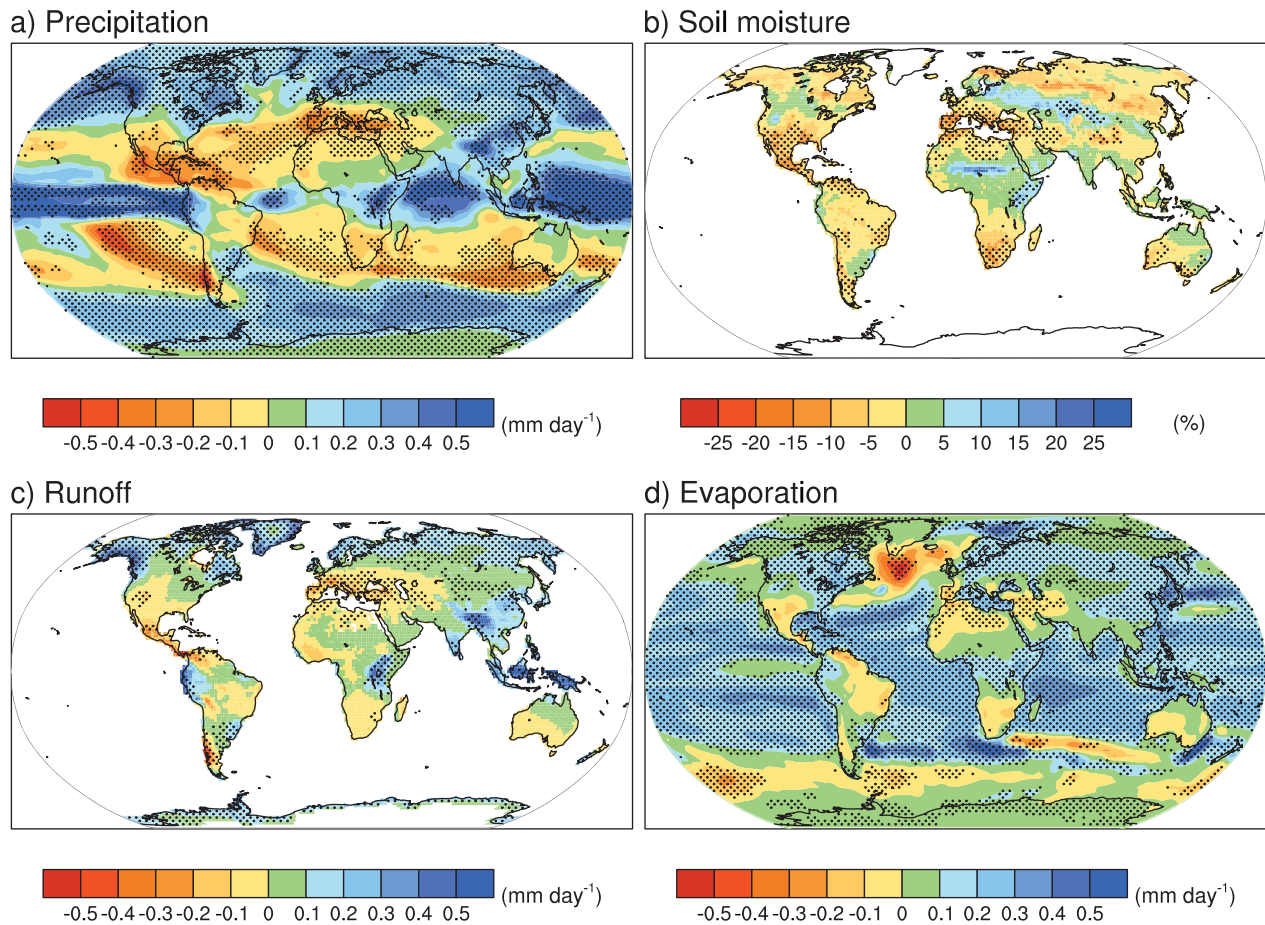 a) Precipitation
b) Soil moisture
-0.5 -0.4 -0.3 -0.2 -0.1 0 0.1 0.2 0.3 0.4 0.5 (mm day-1)
-25 -20 -15 -10 -5 0 5 10 15 20 25 (%)
c) Runoff
d) Evaporation
-0.5 -0.4 -0.3 -0.2 -0.1 0 0.1 0.2 0.3 0.4 0.5 (mm day-1)
-0.5 -0.4 -0.3 -0.2 -0.1 0 0.1 0.2 0.3 0.4 0.5 (mm day-1)